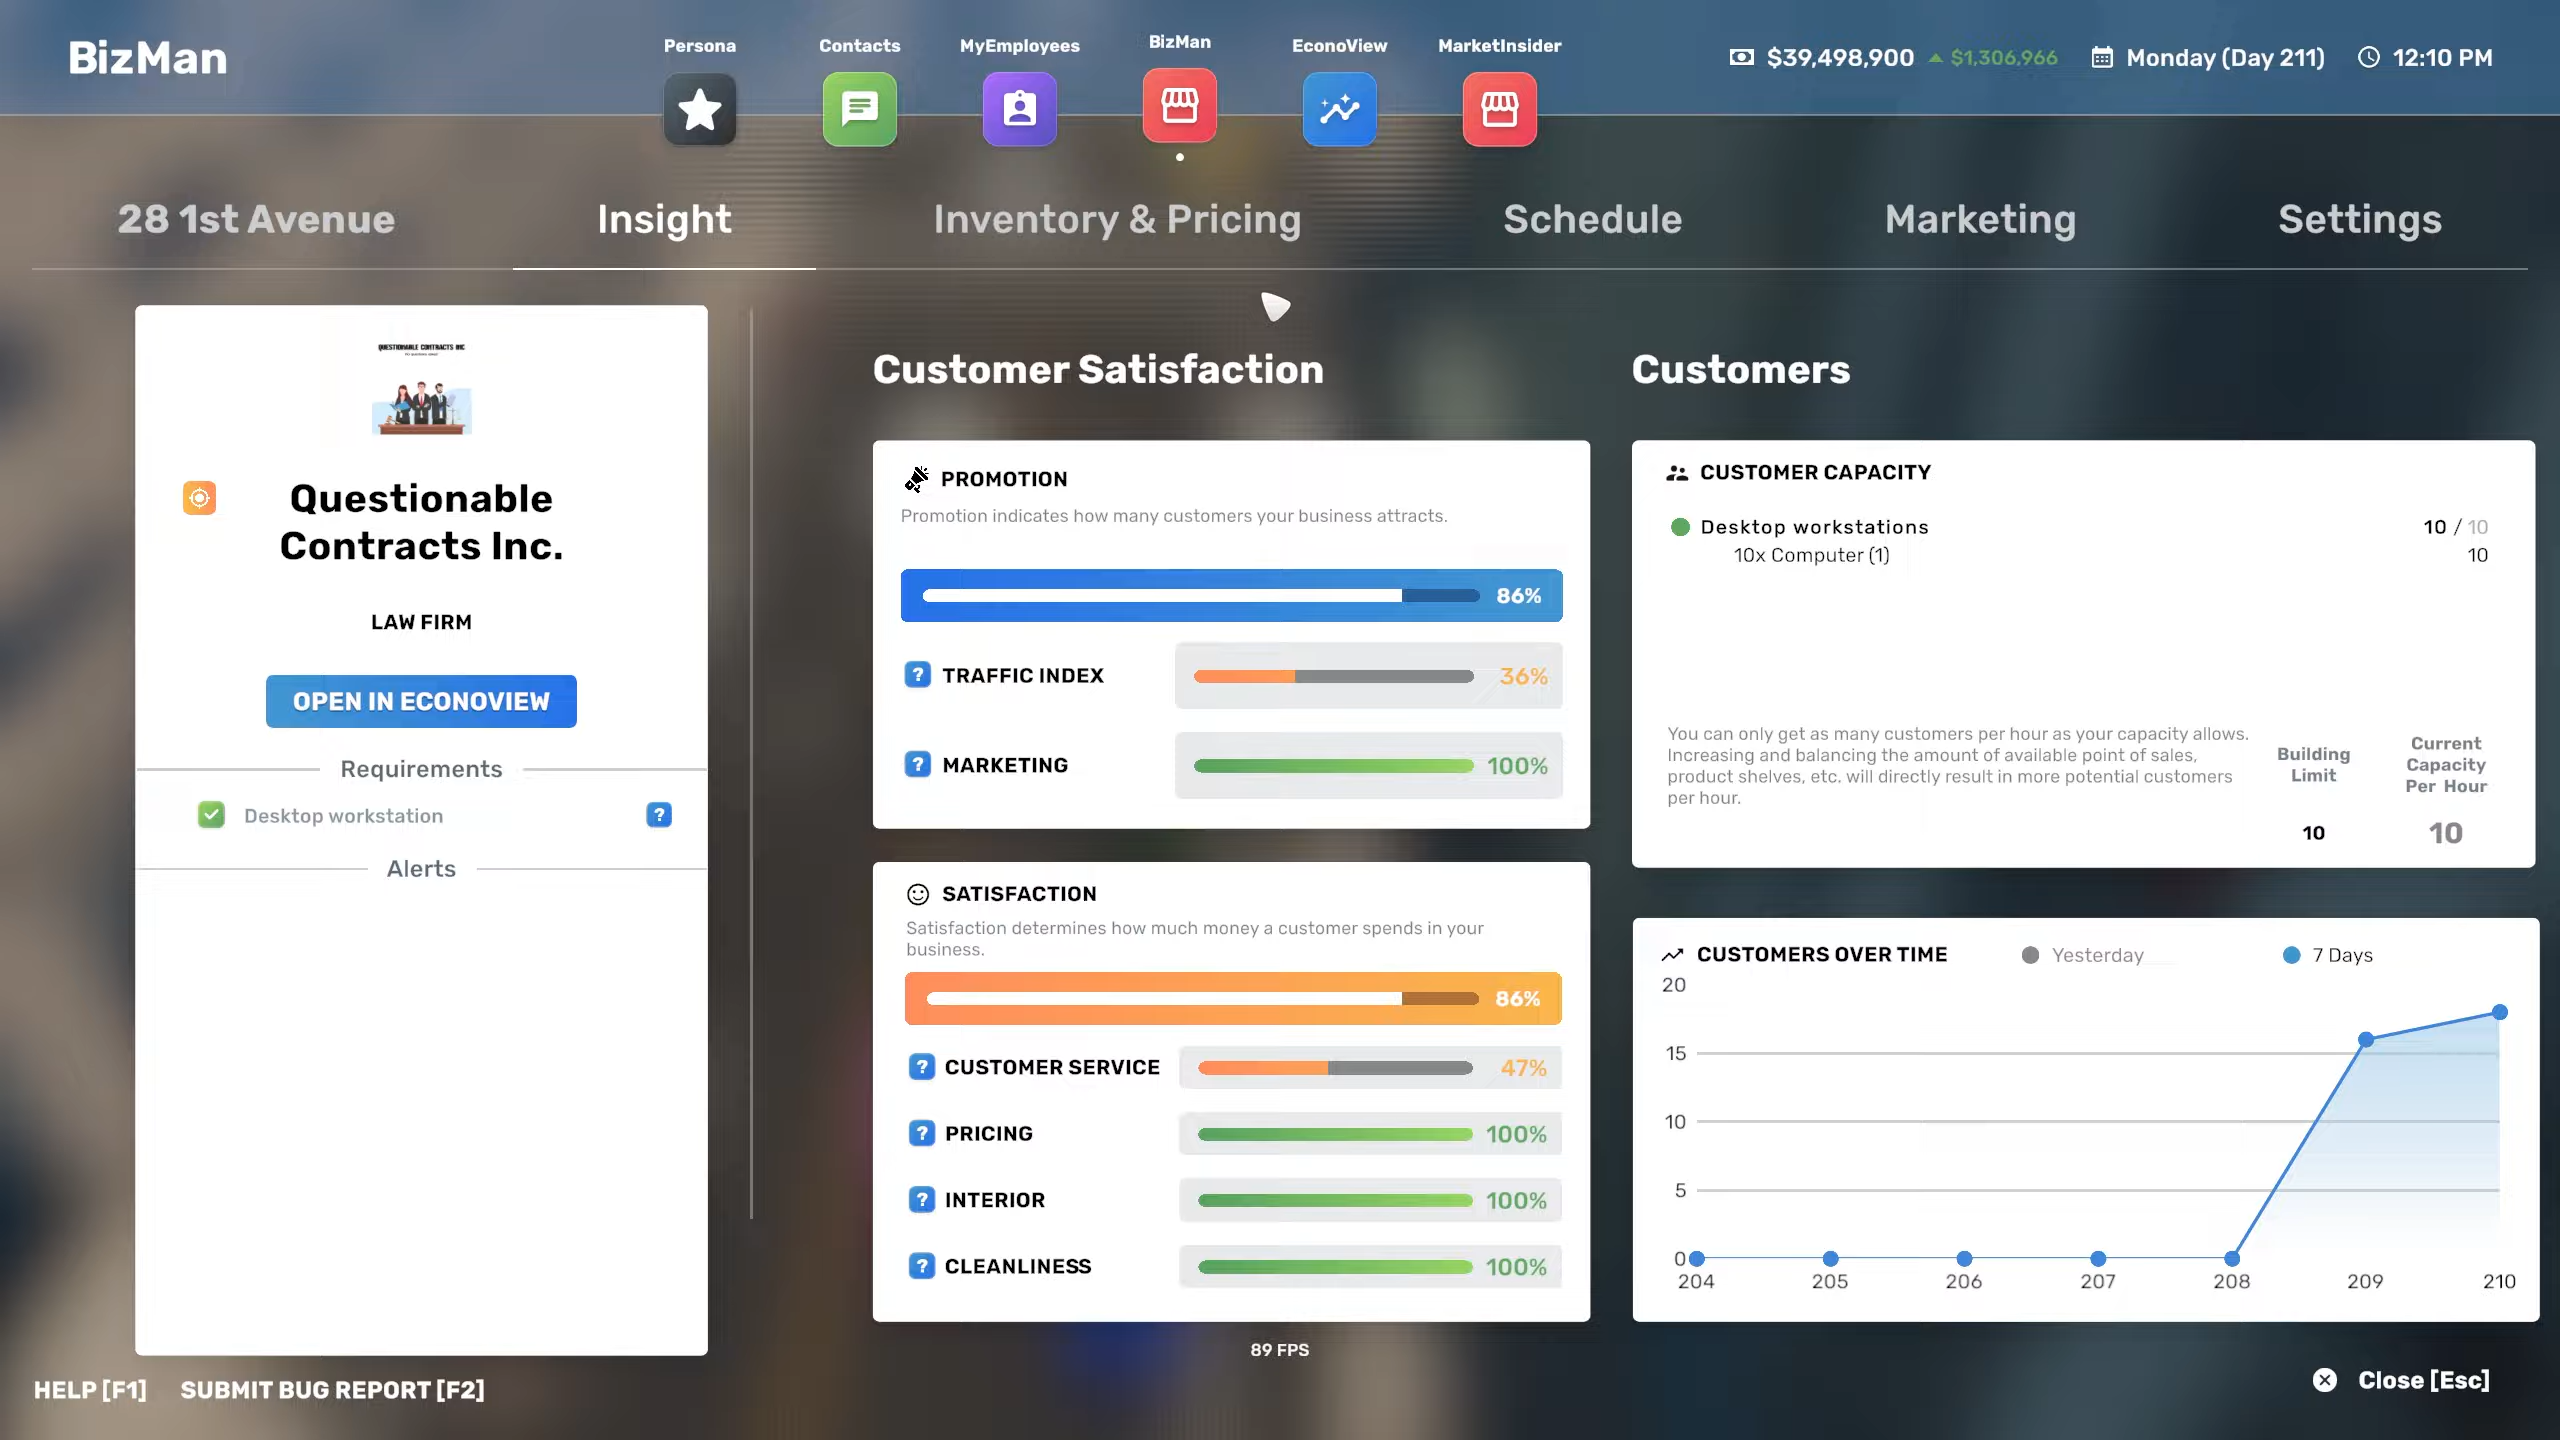 BizMan
Persona
Contacts
MyEmployees
BizMan
EconoView
MarketInsider
$39,498,900
$1,306,966
Monday (Day 211)
12:10 PM
28 1st Avenue
Insight
Inventory & Pricing
Schedule
Marketing
Settings
QUESTIONABLE CONTRACTS INC
Questionable
Contracts Inc.
LAW FIRM
OPEN IN ECONOVIEW
Requirements
Desktop workstation
?
Alerts
Customer Satisfaction
PROMOTION
Promotion indicates how many customers your business attracts.
86%
? TRAFFIC INDEX 36%
? MARKETING 100%
SATISFACTION
Satisfaction determines how much money a customer spends in your
business.
86%
? CUSTOMER SERVICE 47%
? PRICING 100%
? INTERIOR 100%
? CLEANLINESS 100%
Customers
CUSTOMER CAPACITY
Desktop workstations 10 / 10
10x Computer (1) 10
You can only get as many customers per hour as your capacity allows.
Increasing and balancing the amount of available point of sales,
product shelves, etc. will directly result in more potential customers
per hour.
Building
Limit
10
Current
Capacity
Per Hour
10
CUSTOMERS OVER TIME
Yesterday
7 Days
20
15
10
5
0
204 205 206 207 208 209 210
89 FPS
HELP [F1]
SUBMIT BUG REPORT [F2]
Close [Esc]